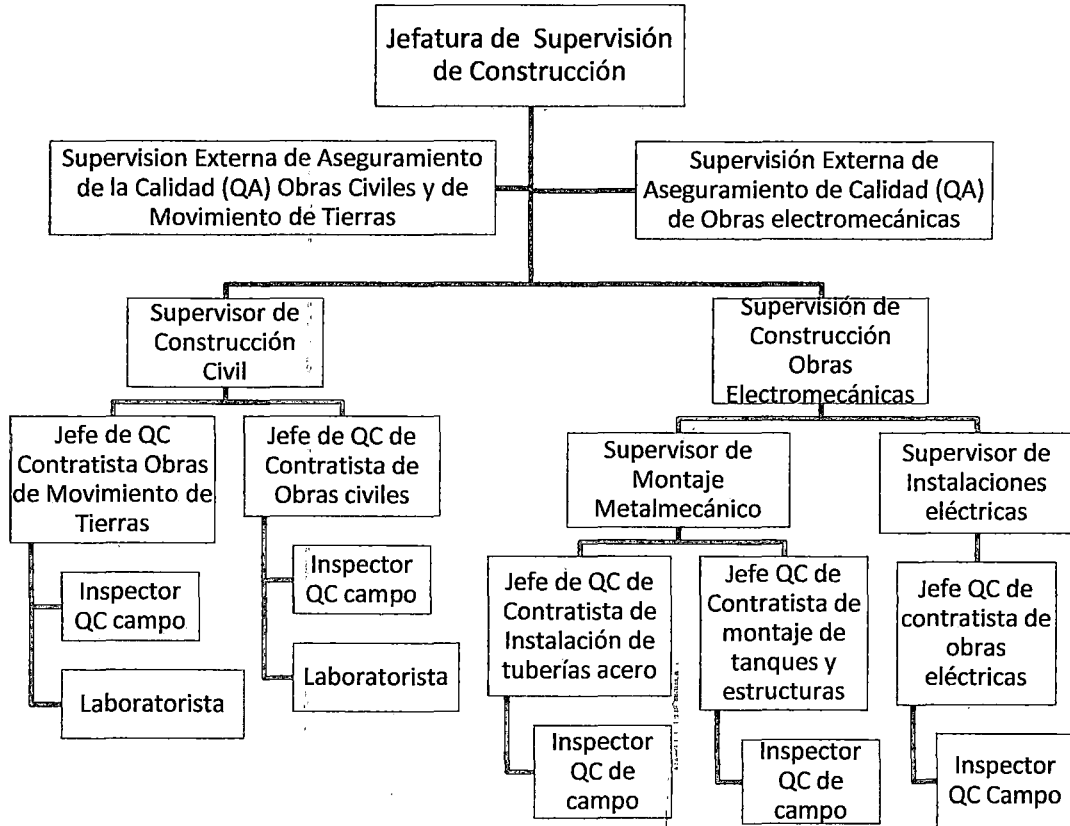 Jefatura de Supervisión
de Construcción
Supervision Externa de Aseguramiento
de la Calidad (QA) Obras Civiles y de
Movimiento de Tierras
Supervisión Externa de
Aseguramiento de Calidad (QA)
de Obras electromecánicas
Supervisor de
Construcción
Civil
Supervisión de
Construcción
Obras
Electromecánicas
Jefe de QC
Contratista Obras
de Movimiento de
Tierras
Jefe de QC de
Contratista de
Obras civiles
Supervisor de
Montaje
Metalmecánico
Supervisor de
Instalaciones
eléctricas
Inspector
QC campo
Laboratorista
Inspector
QC campo
Laboratorista
Jefe de QC de
Contratista de
Instalación de
tuberías acero
Jefe QC de
Contratista de
montaje de
tanques y
estructuras
Jefe QC de
contratista de
obras
eléctricas
Inspector
QC de
campo
Inspector
QC de
campo
Inspector
QC Campo